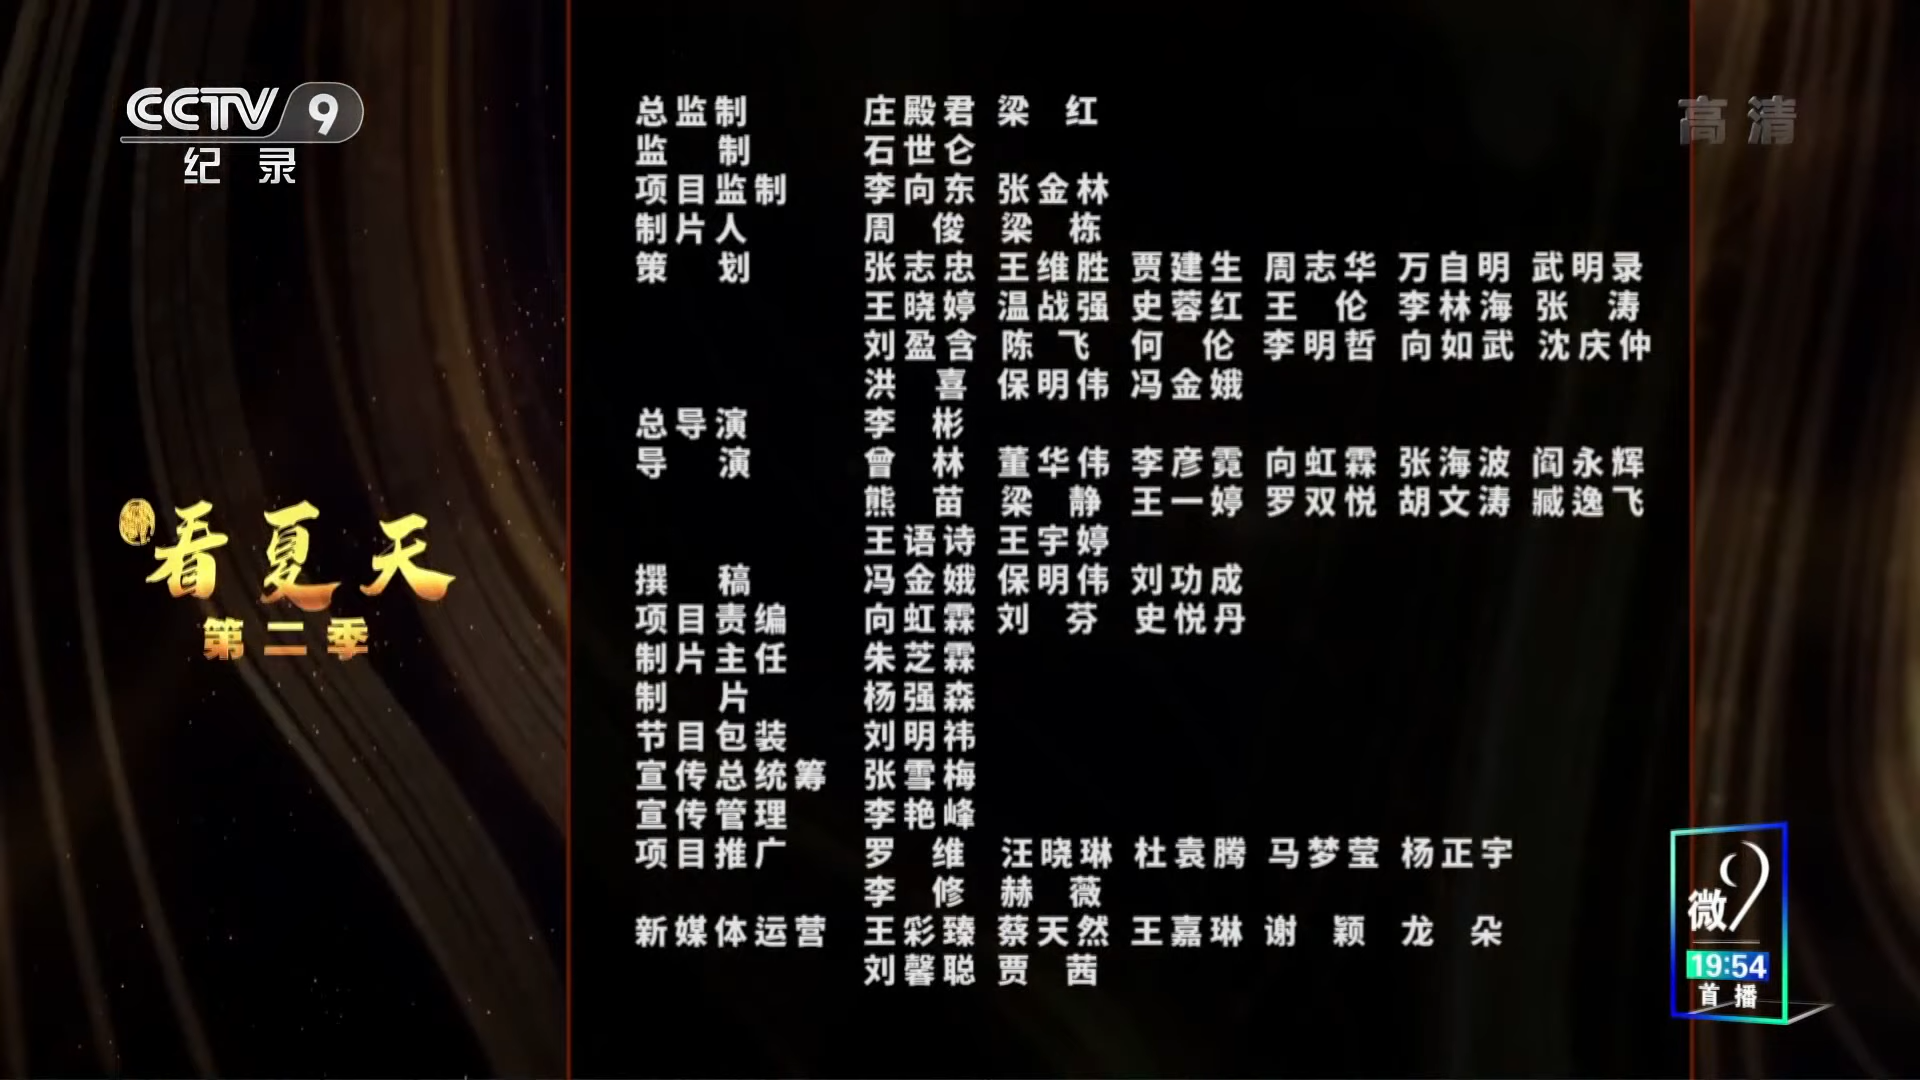 CCTV 9
纪 录
高 清
看夏天
第二季
总监制 庄殿君 梁 红
监 制 石世仑
项目监制 李向东 张金林
制片人 周 俊 梁 栋
策 划 张志忠 王维胜 贾建生 周志华 万自明 武明录
王晓婷 温战强 史蓉红 王 伦 李林海 张 涛
刘盈含 陈 飞 何 伦 李明哲 向如武 沈庆仲
洪 喜 保明伟 冯金娥
总导演 李 彬
导 演 曾 林 董华伟 李彦霓 向虹霖 张海波 阎永辉
熊 苗 梁 静 王一婷 罗双悦 胡文涛 臧逸飞
王语诗 王宇婷
撰 稿 冯金娥 保明伟 刘功成
项目责编 向虹霖 刘 芬 史悦丹
制片主任 朱芝霖
制 片 杨强森
节目包装 刘明祎
宣传总统筹 张雪梅
宣传管理 李艳峰
项目推广 罗 维 汪晓琳 杜袁腾 马梦莹 杨正宇
李 修 赫 薇
新媒体运营 王彩臻 蔡天然 王嘉琳 谢 颖 龙 朵
刘馨聪 贾 茜
微9
19:54
首 播